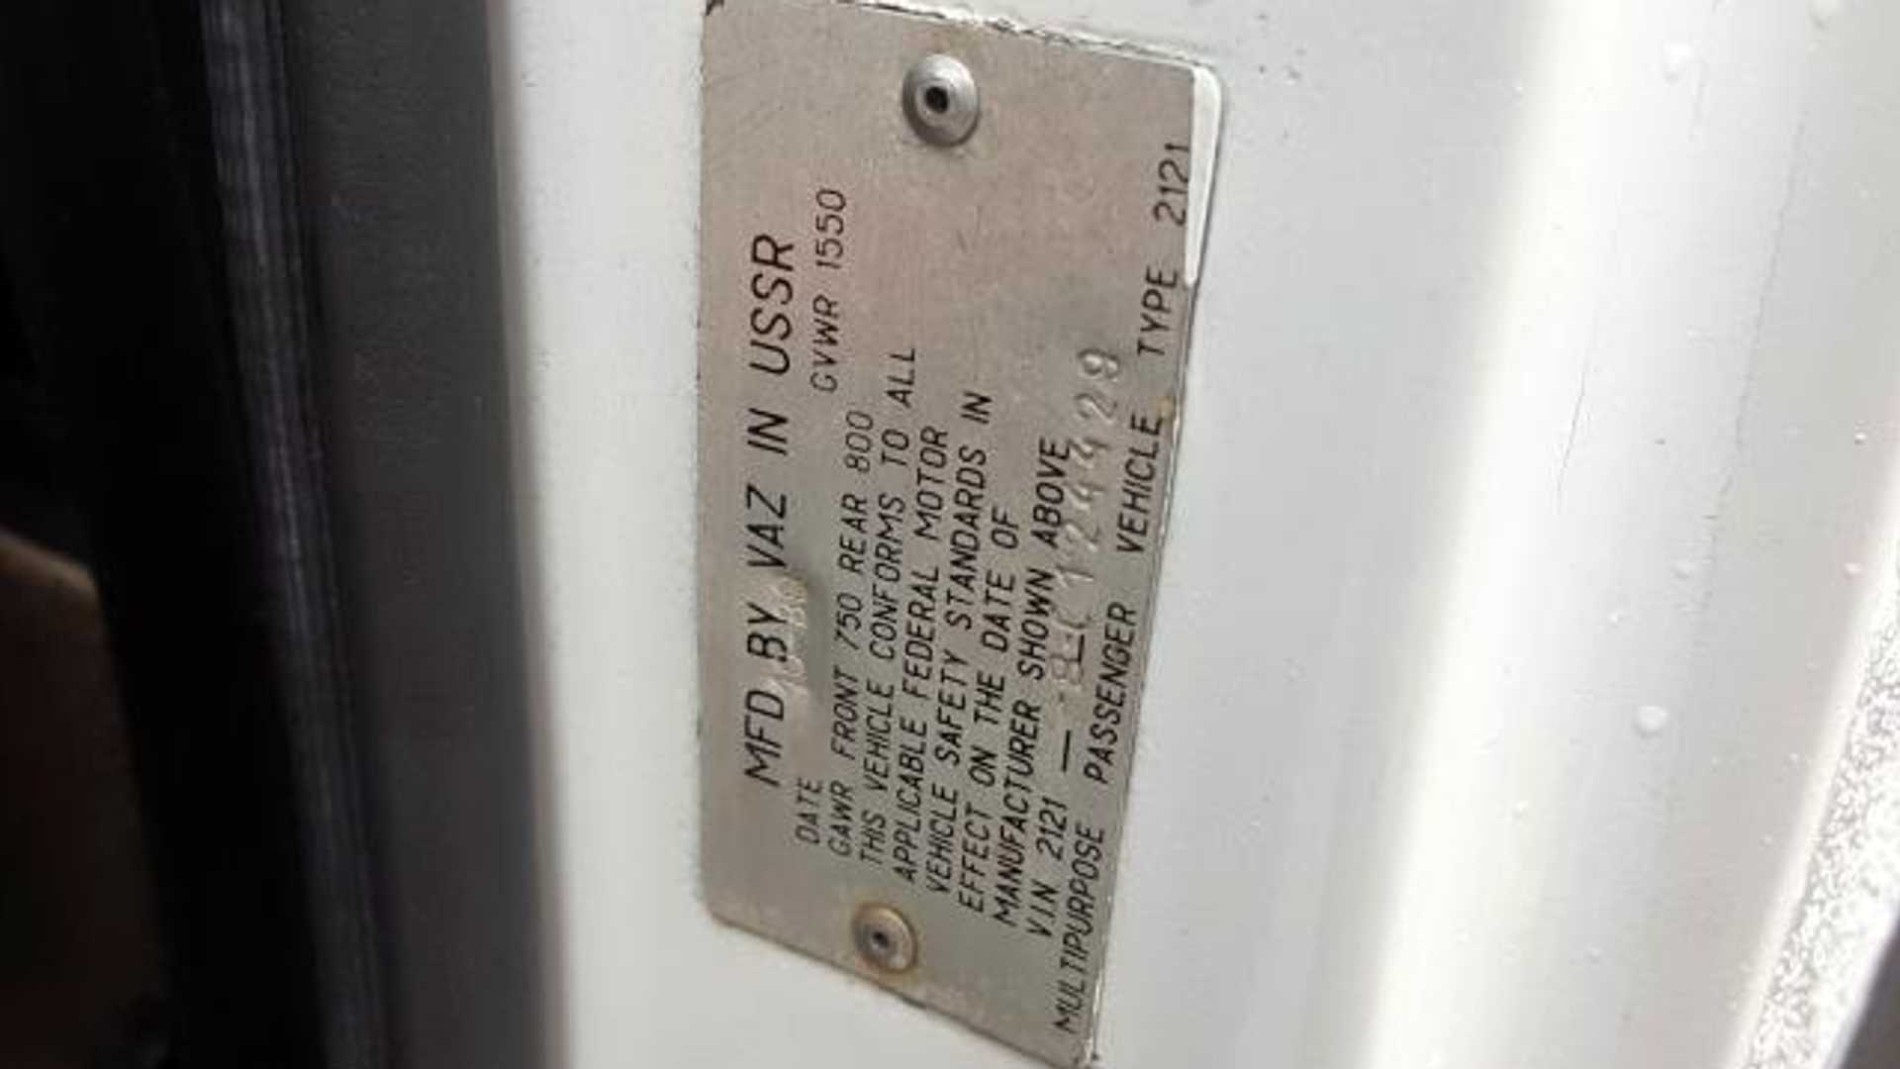 MFD BY VAZ IN USSR
DATE GVWR 1550
GAWR FRONT 750 REAR 800
THIS VEHICLE CONFORMS TO ALL
APPLICABLE FEDERAL MOTOR
VEHICLE SAFETY STANDARDS IN
EFFECT ON THE DATE OF
MANUFACTURER SHOWN ABOVE
VIN 2121 —
MULTIPURPOSE PASSENGER VEHICLE TYPE 2121